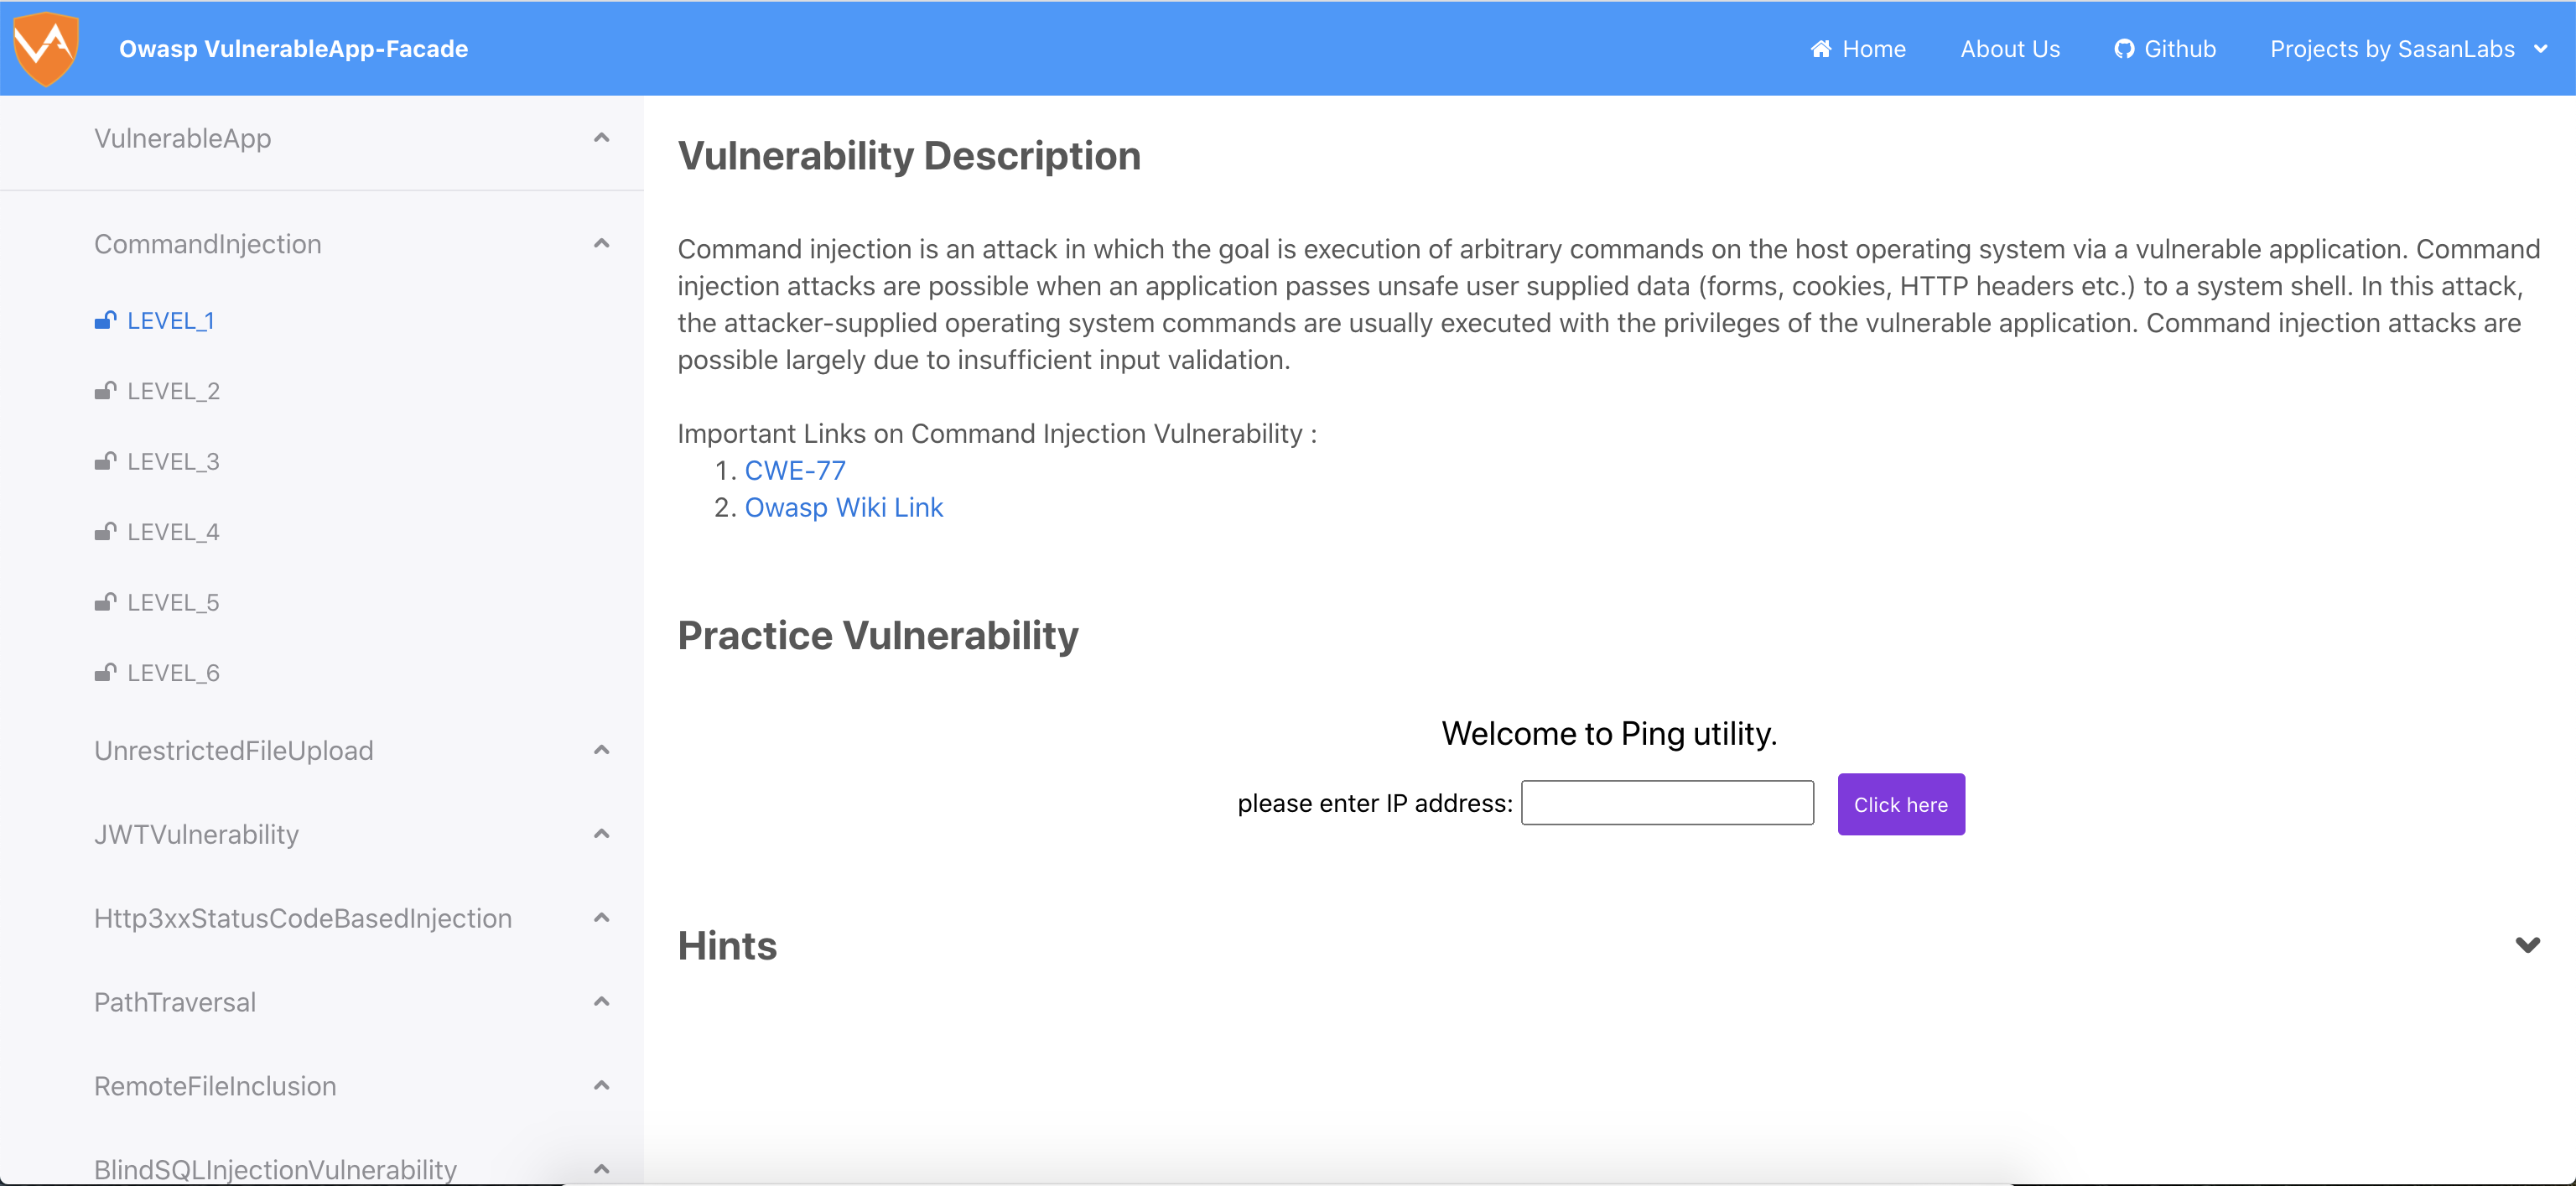 Owasp VulnerableApp-Facade
Home
About Us
Github
Projects by SasanLabs
VulnerableApp
CommandInjection
LEVEL_1
LEVEL_2
LEVEL_3
LEVEL_4
LEVEL_5
LEVEL_6
UnrestrictedFileUpload
JWTVulnerability
Http3xxStatusCodeBasedInjection
PathTraversal
RemoteFileInclusion
BlindSQLInjectionVulnerability
Vulnerability Description
Command injection is an attack in which the goal is execution of arbitrary commands on the host operating system via a vulnerable application. Command
injection attacks are possible when an application passes unsafe user supplied data (forms, cookies, HTTP headers etc.) to a system shell. In this attack,
the attacker-supplied operating system commands are usually executed with the privileges of the vulnerable application. Command injection attacks are
possible largely due to insufficient input validation.
Important Links on Command Injection Vulnerability :
1. CWE-77
2. Owasp Wiki Link
Practice Vulnerability
Welcome to Ping utility.
please enter IP address:
Click here
Hints